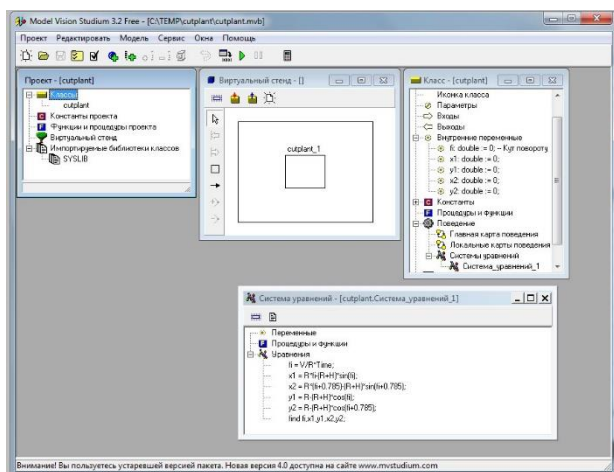 Model Vision Studium 3.2 Free - [C:\TEMP\cutplant\cutplant.mvb]
Проект Редактировать Модель Сервис Окна Помощь
Проект - [cutplant]
Классы
cutplant
Константы проекта
Функции и процедуры проекта
Виртуальный стенд
Импортируемые библиотеки классов
SYSLIB
Виртуальный стенд - []
cutplant_1
Класс - [cutplant]
Иконка класса
Параметры
Входы
Выходы
Внутренние переменные
fi: double := 0; -- Кут повороту
x1: double := 0;
y1: double := 0;
x2: double := 0;
y2: double := 0;
Константы
Процедуры и функции
Поведение
Главная карта поведения
Локальные карты поведения
Системы уравнений
Система_уравнений_1
Система уравнений - [cutplant.Система_уравнений_1]
Переменные
Процедуры и функции
Уравнения
fi = V/R*Time;
x1 = R*fi-(R+H)*sin(fi);
x2 = R*(fi+0.785)-(R+H)*sin(fi+0.785);
y1 = R-(R+H)*cos(fi);
y2 = R-(R+H)*cos(fi+0.785);
find fi,x1,y1,x2,y2;
Внимание! Вы пользуетесь устаревшей версией пакета. Новая версия 4.0 доступна на сайте www.mvstudium.com